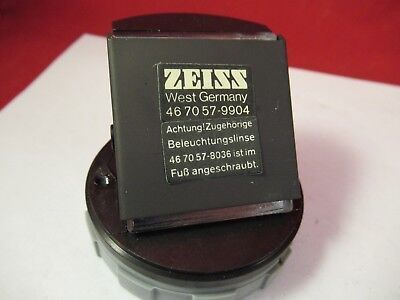 ZEISS
West Germany
46 70 57-9904
Achtung!Zugehörige
Beleuchtungslinse
46 70 57-8036 ist im
Fuß angeschraubt.